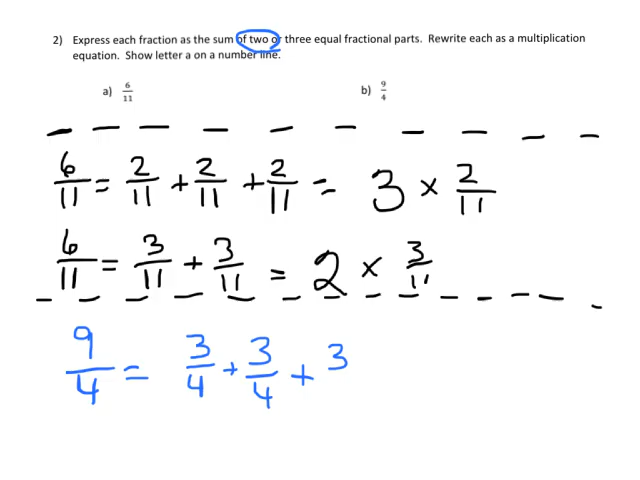 2) Express each fraction as the sum of two or three equal fractional parts. Rewrite each as a multiplication
equation. Show letter a on a number line.
a) 6/11 b) 9/4
6/11 = 2/11 + 2/11 + 2/11 = 3 × 2/11
6/11 = 3/11 + 3/11 = 2 × 3/11
9/4 = 3/4 + 3/4 + 3